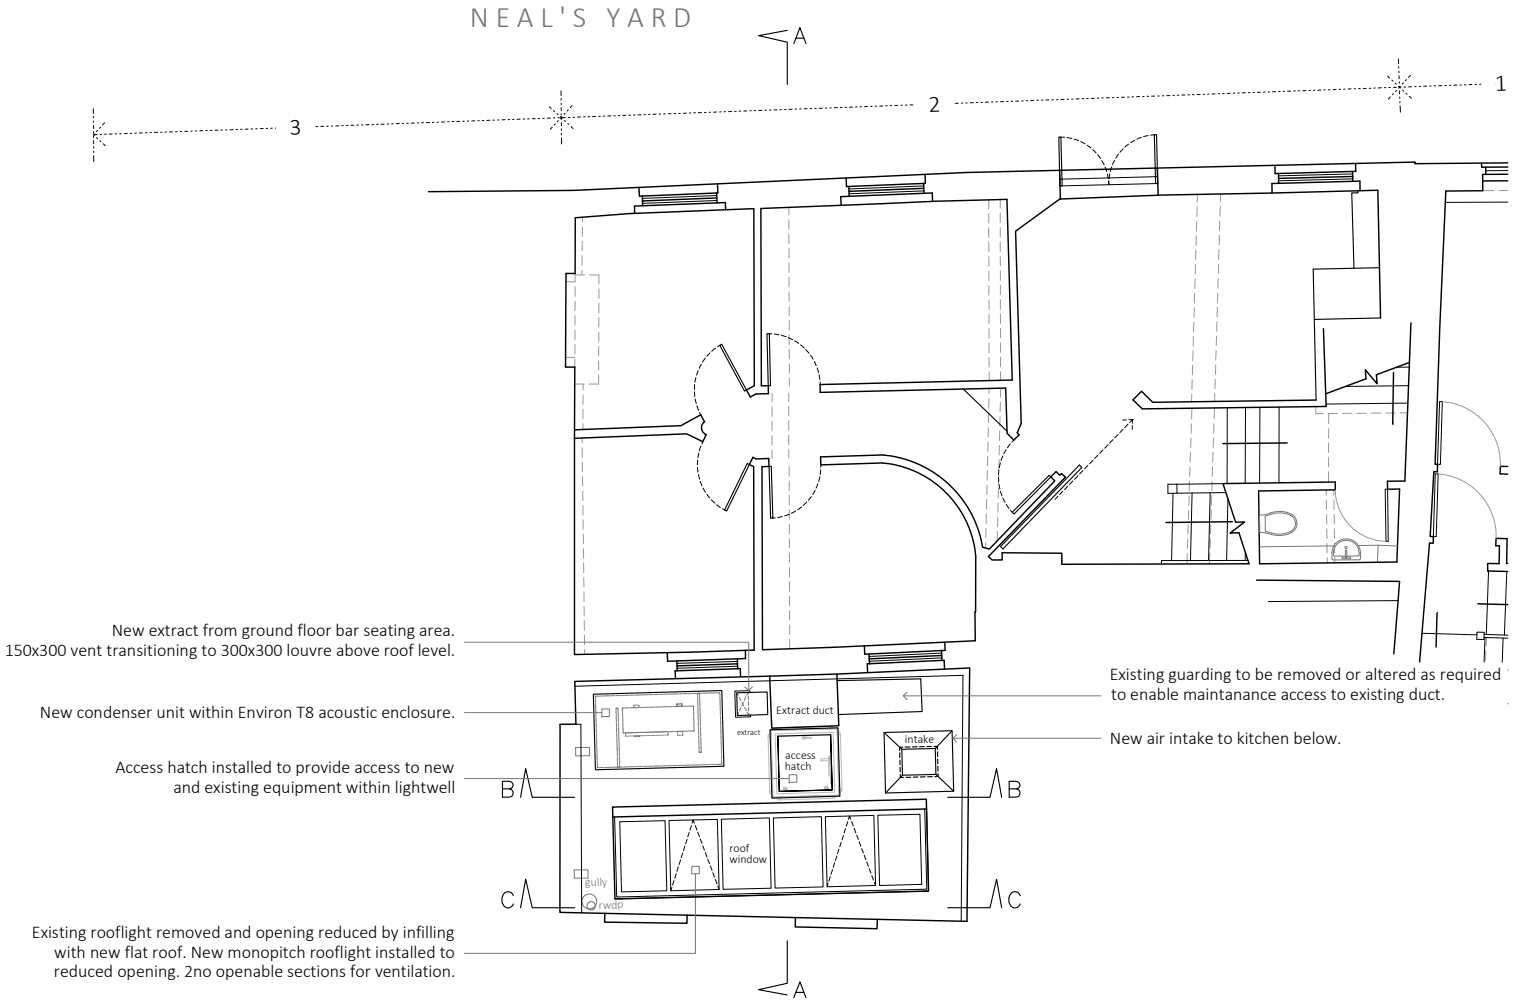 NEAL'S YARD
A
1
2
3
New extract from ground floor bar seating area.
150x300 vent transitioning to 300x300 louvre above roof level.
Existing guarding to be removed or altered as required
to enable maintanance access to existing duct.
New condenser unit within Environ T8 acoustic enclosure.
Extract duct
extract
intake
New air intake to kitchen below.
access
hatch
Access hatch installed to provide access to new
and existing equipment within lightwell
B
B
roof
window
gully
rwdp
C
C
Existing rooflight removed and opening reduced by infilling
with new flat roof. New monopitch rooflight installed to
reduced opening. 2no openable sections for ventilation.
A